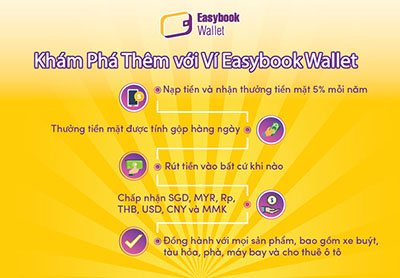 Easybook
Wallet
Khám Phá Thêm với Ví Easybook Wallet
Nạp tiền và nhận thưởng tiền mặt 5% mỗi năm
Thưởng tiền mặt được tính góp hàng ngày
Rút tiền vào bất cứ khi nào
Chấp nhận SGD, MYR, Rp,
THB, USD, CNY và MMK
Đồng hành với mọi sản phẩm, bao gồm xe buýt,
tàu hỏa, phà, máy bay và cho thuê ô tô